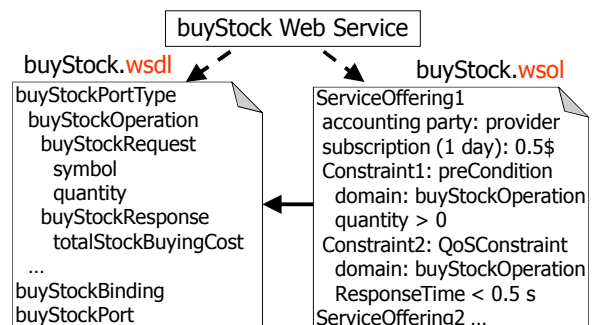 buyStock Web Service
buyStock.wsdl
buyStockPortType
buyStockOperation
buyStockRequest
symbol
quantity
buyStockResponse
totalStockBuyingCost
...
buyStockBinding
buyStockPort
buyStock.wsol
ServiceOffering1
accounting party: provider
subscription (1 day): 0.5$
Constraint1: preCondition
domain: buyStockOperation
quantity > 0
Constraint2: QoSConstraint
domain: buyStockOperation
ResponseTime < 0.5 s
ServiceOffering2 ...